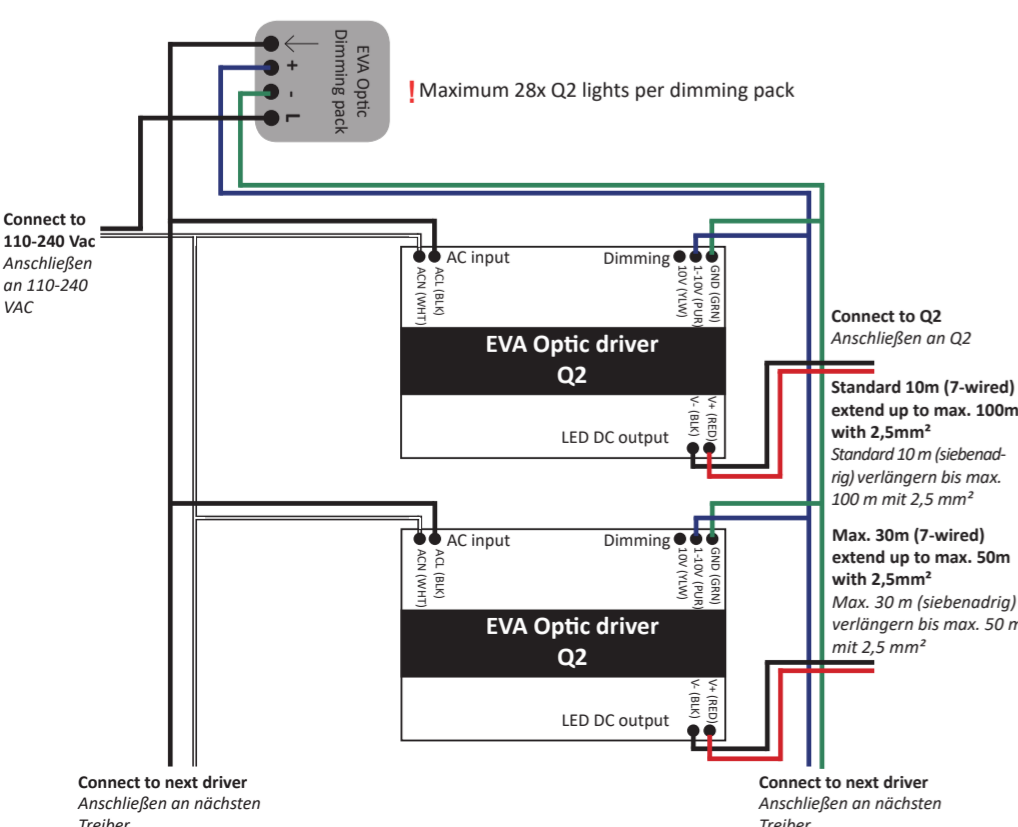 EVA Optic
Dimming pack
+
-
L
! Maximum 28x Q2 lights per dimming pack
Connect to
110-240 Vac
Anschließen
an 110-240
VAC
AC input
Dimming
ACN (WHT)
ACL (BLK)
10V (YLW)
1-10V (PUR)
GND (GRN)
EVA Optic driver
Q2
LED DC output
V- (BLK)
V+ (RED)
Connect to Q2
Anschließen an Q2
Standard 10m (7-wired)
extend up to max. 100m
with 2,5mm²
Standard 10 m (siebenad-
rig) verlängern bis max.
100 m mit 2,5 mm²
Max. 30m (7-wired)
extend up to max. 50m
with 2,5mm²
Max. 30 m (siebenadrig)
verlängern bis max. 50 m
mit 2,5 mm²
AC input
Dimming
ACN (WHT)
ACL (BLK)
10V (YLW)
1-10V (PUR)
GND (GRN)
EVA Optic driver
Q2
LED DC output
V- (BLK)
V+ (RED)
Connect to next driver
Anschließen an nächsten
Treiber
Connect to next driver
Anschließen an nächsten
Treiber